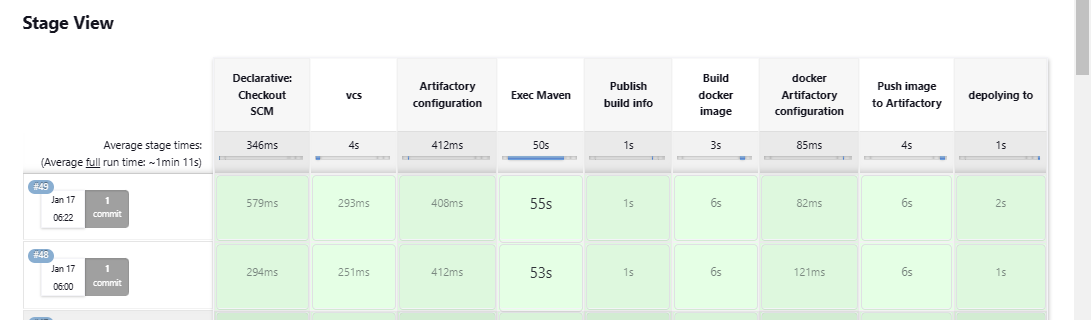 Stage View
Declarative:
Checkout
SCM
vcs
Artifactory
configuration
Exec Maven
Publish
build info
Build
docker
image
docker
Artifactory
configuration
Push image
to Artifactory
depolying to
Average stage times:
(Average full run time: ~1min 11s)
346ms
4s
412ms
50s
1s
3s
85ms
4s
1s
#49
Jan 17
06:22
1
commit
579ms
293ms
408ms
55s
1s
6s
82ms
6s
2s
#48
Jan 17
06:00
1
commit
294ms
251ms
412ms
53s
1s
6s
121ms
6s
1s